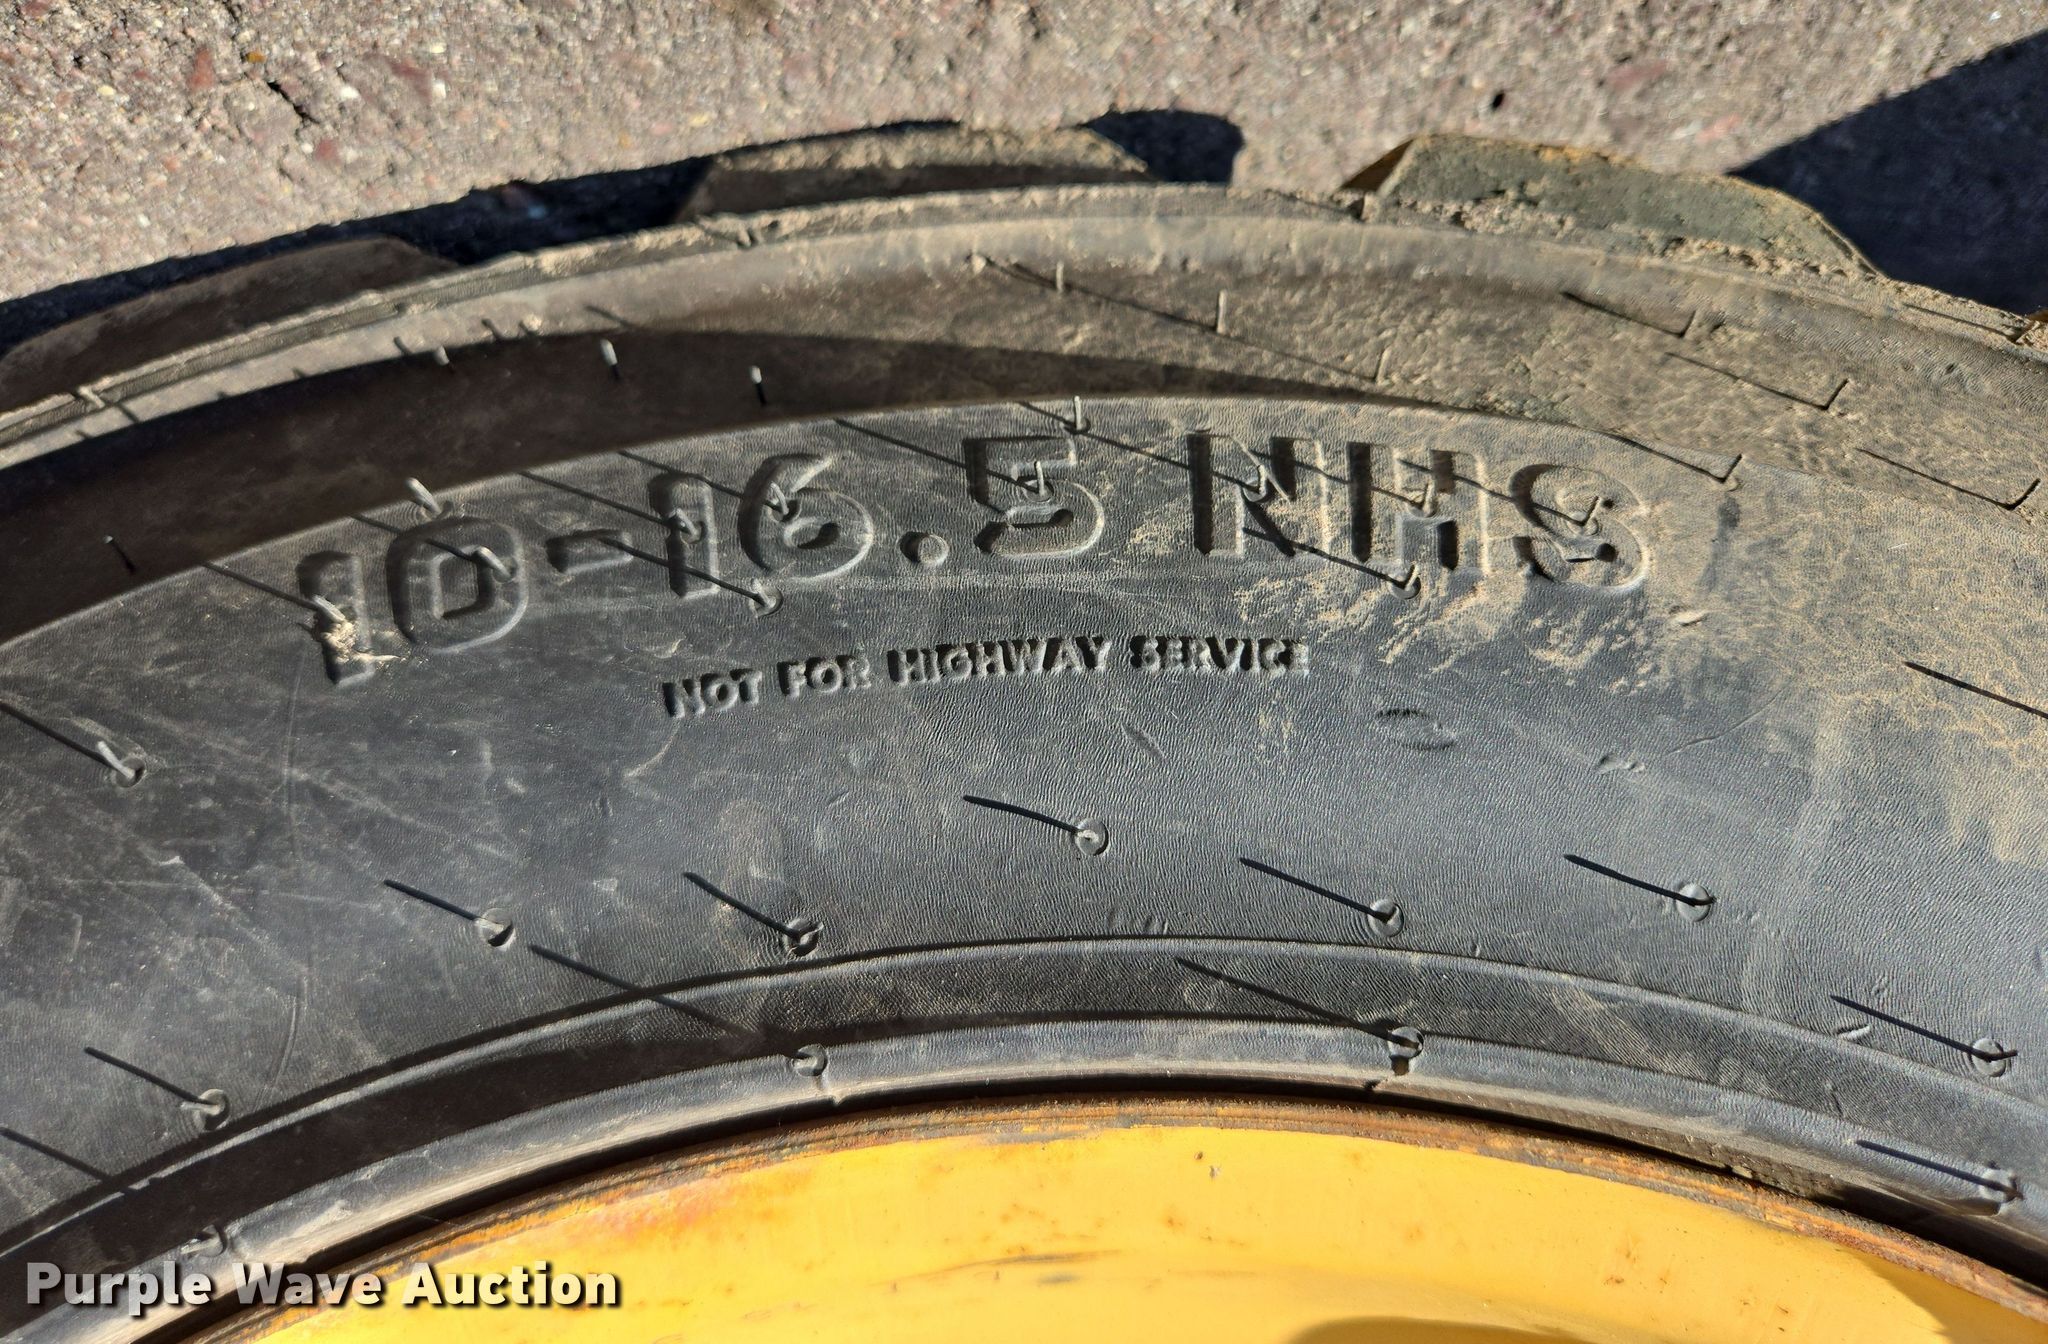 10-16.5 NHS
NOT FOR HIGHWAY SERVICE
Purple Wave Auction